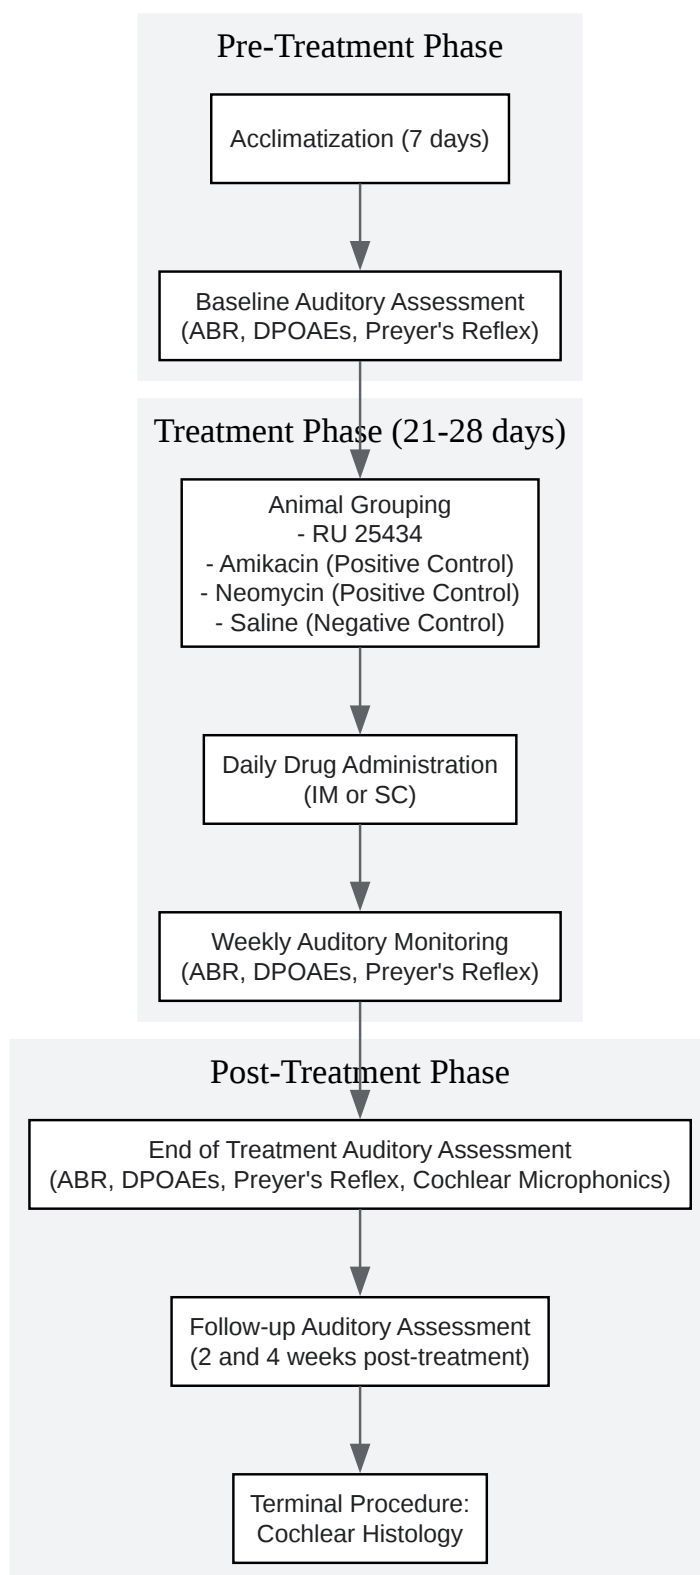 Pre-Treatment Phase
Acclimatization (7 days)
Baseline Auditory Assessment
(ABR, DPOAEs, Preyer's Reflex)
Treatment Phase (21-28 days)
Animal Grouping
- RU 25434
- Amikacin (Positive Control)
- Neomycin (Positive Control)
- Saline (Negative Control)
Daily Drug Administration
(IM or SC)
Weekly Auditory Monitoring
(ABR, DPOAEs, Preyer's Reflex)
Post-Treatment Phase
End of Treatment Auditory Assessment
(ABR, DPOAEs, Preyer's Reflex, Cochlear Microphonics)
Follow-up Auditory Assessment
(2 and 4 weeks post-treatment)
Terminal Procedure:
Cochlear Histology